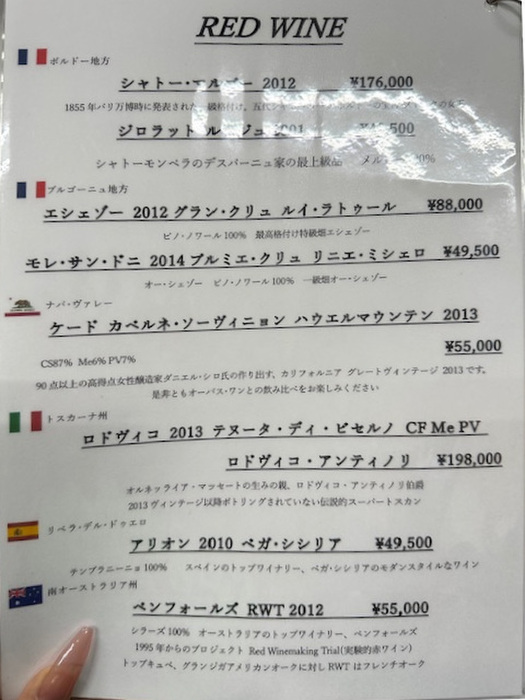 RED WINE
ボルドー地方
シャトー・ 2012 ¥176,000
1855年パリ万博時に発表された 級格付け、五代
ジロラット
シャトーモンペラのデスパーニュ家の最上級品
ブルゴーニュ地方
エシェゾー 2012 グラン・クリュ ルイ・ラトゥール ¥88,000
ピノ・ノワール100% 最高格付け特級畑エシェゾー
モレ・サン・ドニ 2014 プルミエ・クリュ リニエ・ミシェロ ¥49,500
オー・シェゾー ピノ・ノワール100% 一級畑オー・シェゾー
ナパ・ヴァレー
ケード カベルネ・ソーヴィニョン ハウエルマウンテン 2013
¥55,000
CS87% Me6% PV7%
90点以上の高得点女性醸造家ダニエル・シロ氏の作り出す、カリフォルニア グレートヴィンテージ 2013です。
是非ともオーパス・ワンとの飲み比べをお楽しみください
トスカーナ州
ロドヴィコ 2013 テヌータ・ディ・ビセルノ CF Me PV
ロドヴィコ・アンティノリ ¥198,000
オルネッライア・マッセートの生みの親、ロドヴィコ・アンティノリ伯爵
2013ヴィンテージ以降ボトリングされていない伝説的スーパートスカン
リベラ・デル・ドゥエロ
アリオン 2010 ベガ・シシリア ¥49,500
テンプラニーニョ100% スペインのトップワイナリー、ベガ・シシリアのモダンスタイルなワイン
南オーストラリア州
ペンフォールズ RWT 2012 ¥55,000
シラーズ100% オーストラリアのトップワイナリー、ペンフォールズ
1995年からのプロジェクト Red Winemaking Trial(実験的赤ワイン)
トップキュベ、グランジがアメリカンオークに対しRWTはフレンチオーク